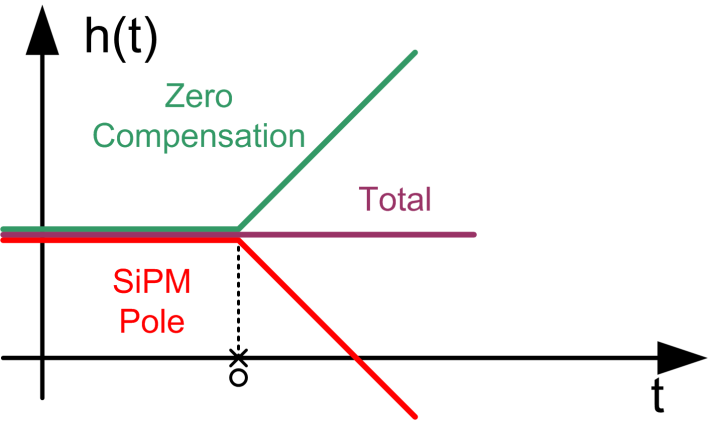 h(t)
Zero
Compensation
Total
SiPM
Pole
t